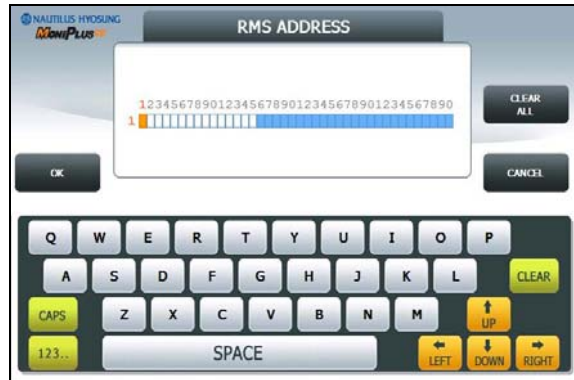 NAUTILUS HYOSUNG
MoniPlus
RMS ADDRESS
1234567890123456789012345678901234567890
1
CLEAR
ALL
OK
CANCEL
Q W E R T Y U I O P
A S D F G H J K L CLEAR
CAPS Z X C V B N M UP
123.. SPACE LEFT DOWN RIGHT